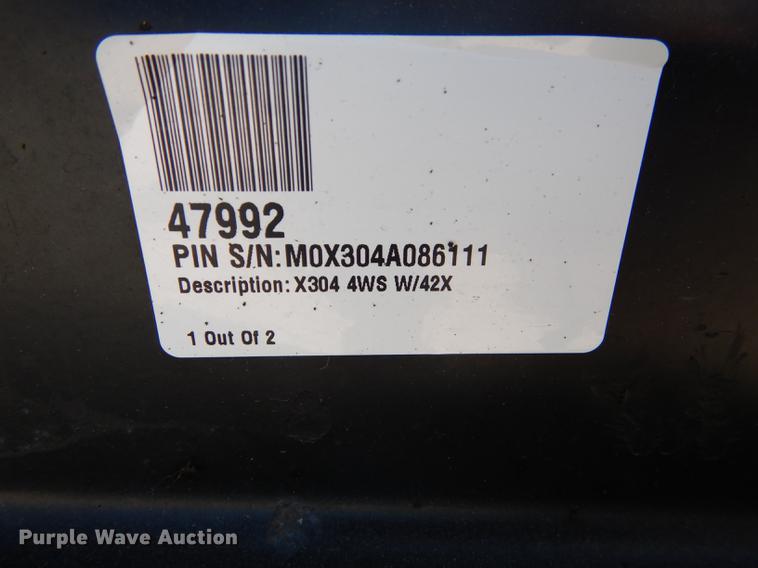 47992
PIN S/N: M0X304A086111
Description: X304 4WS W/42X
1 Out Of 2
Purple Wave Auction